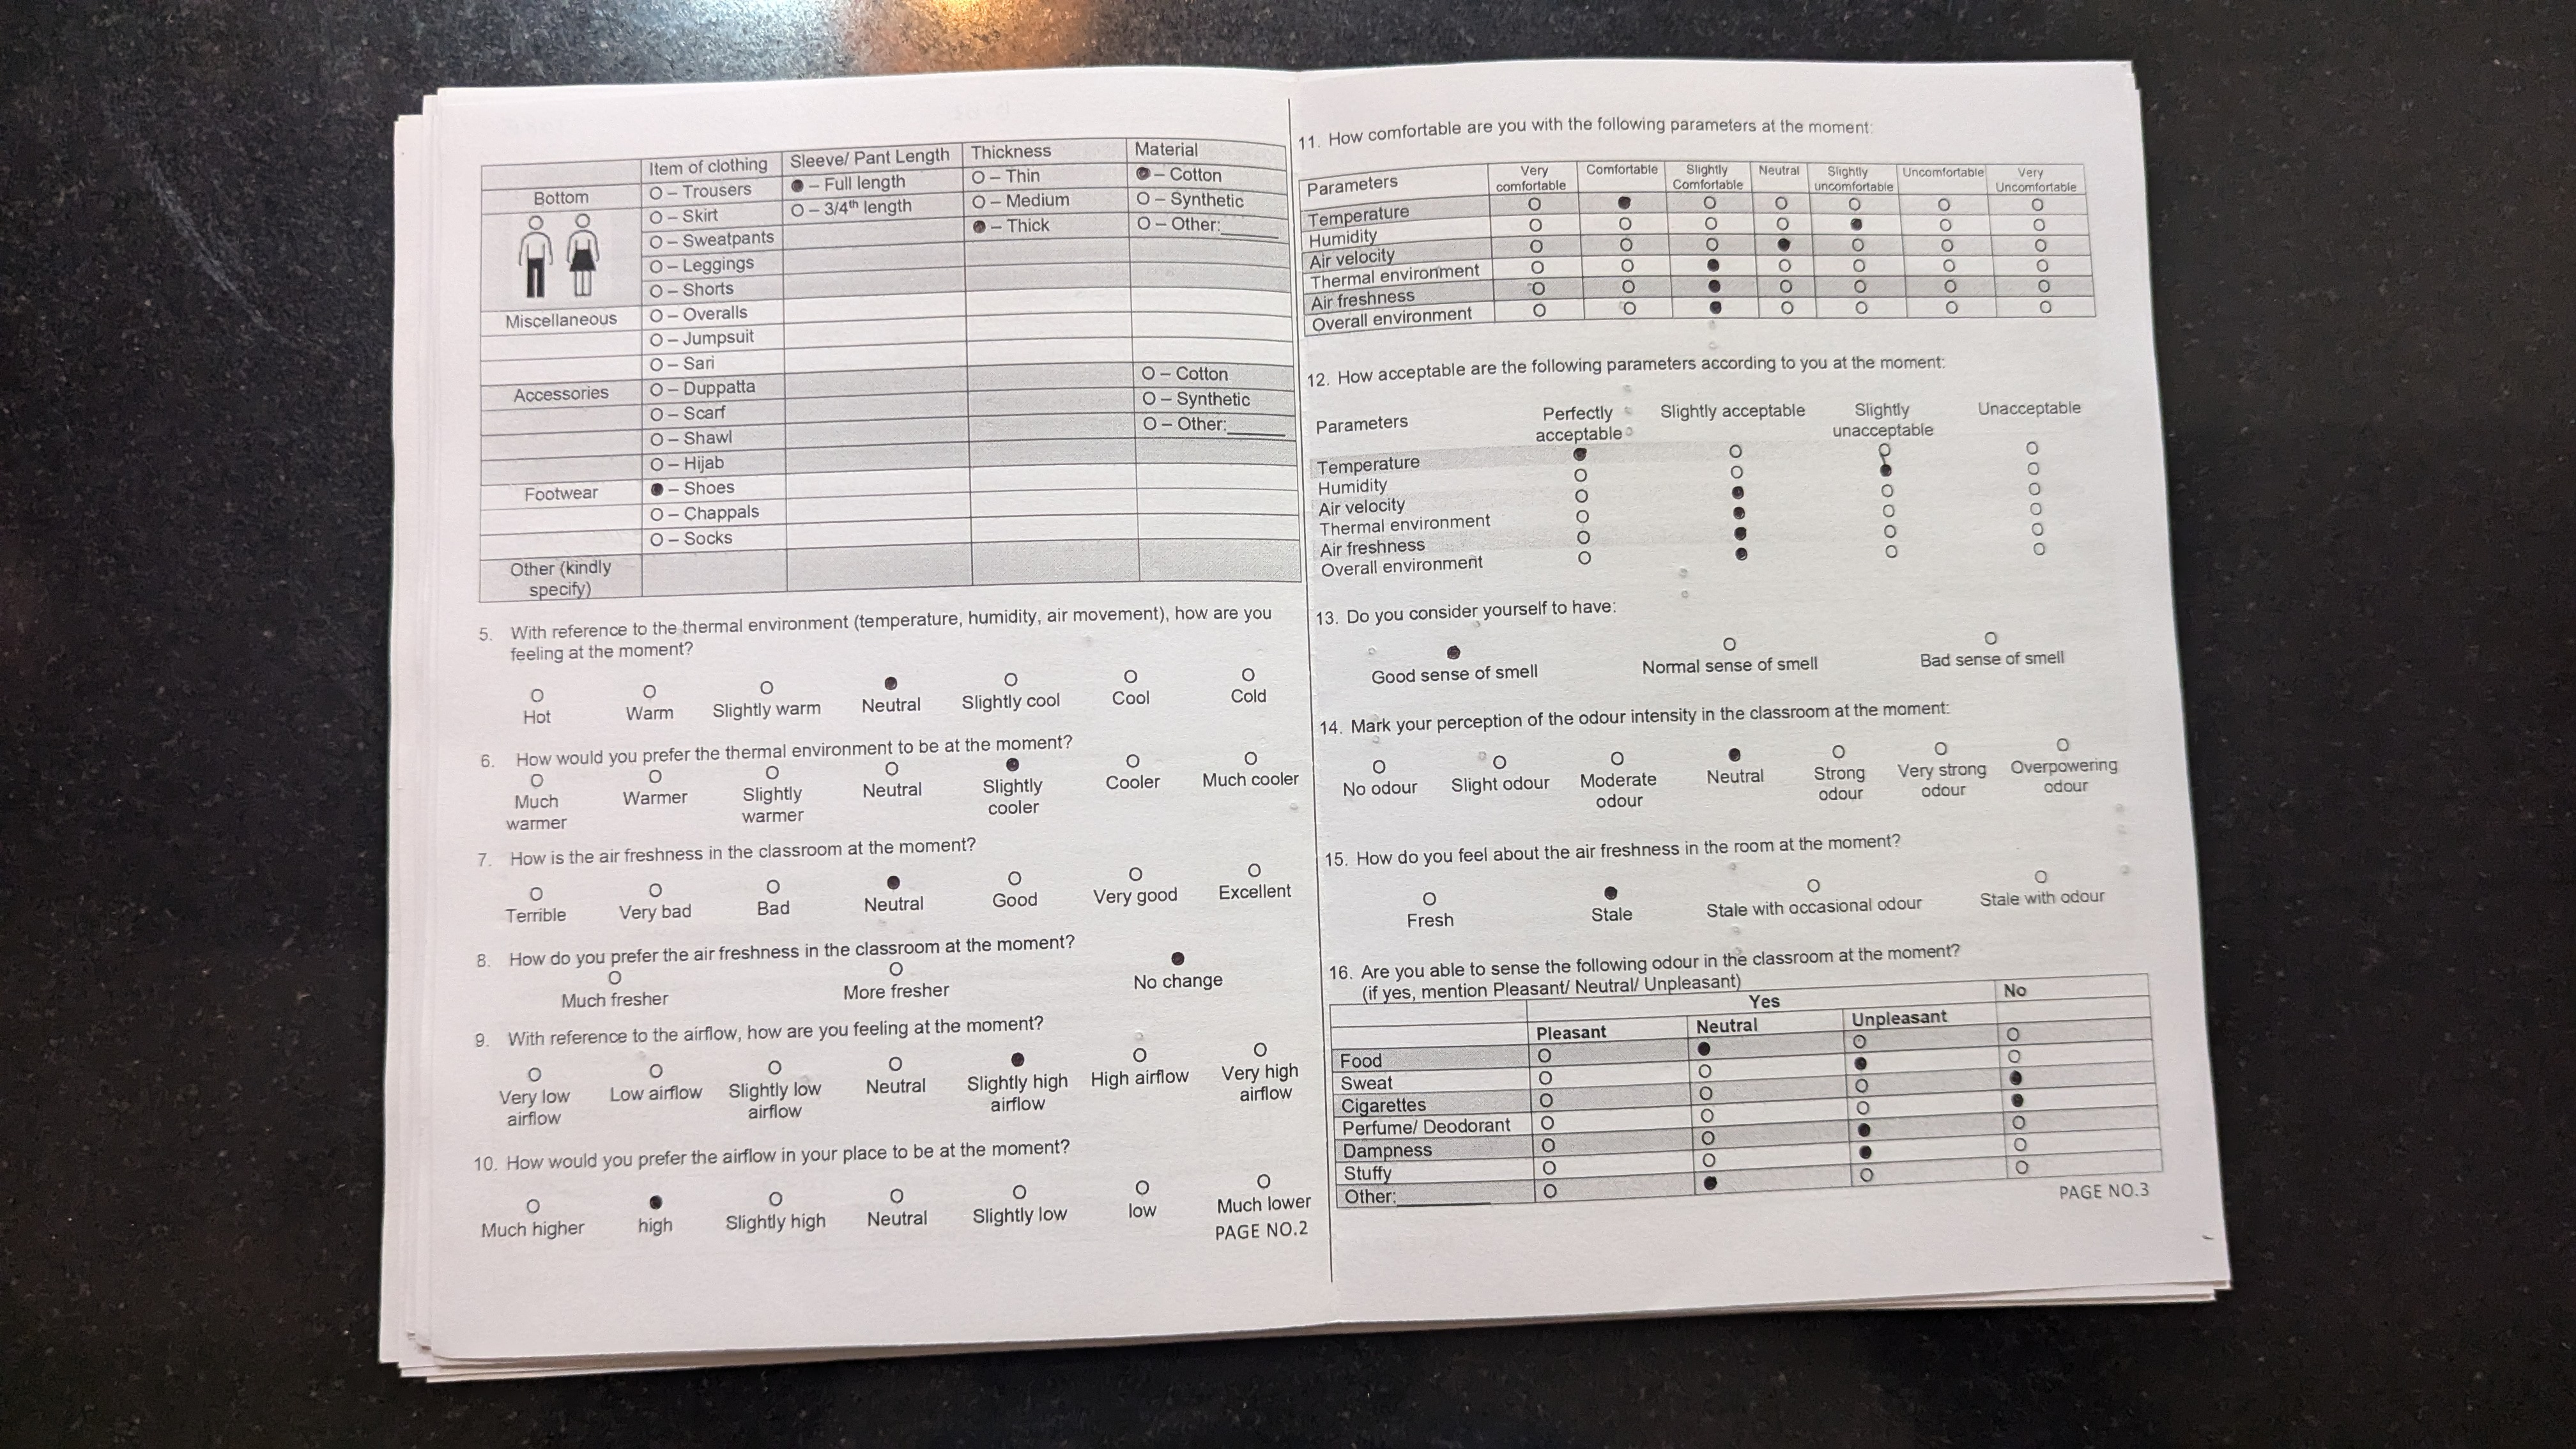 Item of clothing Sleeve/ Pant Length Thickness Material
Bottom O – Trousers ● – Full length O – Thin ● – Cotton
O – Skirt O – 3/4th length O – Medium O – Synthetic
O – Sweatpants ● – Thick O – Other:______
O – Leggings
O – Shorts
Miscellaneous O – Overalls
O – Jumpsuit
O – Sari
Accessories O – Duppatta O – Cotton
O – Scarf O – Synthetic
O – Shawl O – Other:______
O – Hijab
Footwear ● – Shoes
O – Chappals
O – Socks
Other (kindly
specify)
5. With reference to the thermal environment (temperature, humidity, air movement), how are you
feeling at the moment?
O O O ● O O O
Hot Warm Slightly warm Neutral Slightly cool Cool Cold
6. How would you prefer the thermal environment to be at the moment?
O O O O ● O O
Much Warmer Slightly Neutral Slightly Cooler Much cooler
warmer warmer cooler
7. How is the air freshness in the classroom at the moment?
O O O ● O O O
Terrible Very bad Bad Neutral Good Very good Excellent
8. How do you prefer the air freshness in the classroom at the moment?
O O ●
Much fresher More fresher No change
9. With reference to the airflow, how are you feeling at the moment?
O O O O ● O O
Very low Low airflow Slightly low Neutral Slightly high High airflow Very high
airflow airflow airflow airflow
10. How would you prefer the airflow in your place to be at the moment?
O ● O O O O O
Much higher high Slightly high Neutral Slightly low low Much lower
PAGE NO.2
11. How comfortable are you with the following parameters at the moment:
Parameters Very Comfortable Slightly Neutral Slightly Uncomfortable Very
comfortable Comfortable uncomfortable Uncomfortable
Temperature O ● O O O O O
Humidity O O O O ● O O
Air velocity O O O ● O O O
Thermal environment O O ● O O O O
Air freshness O O ● O O O O
Overall environment O O ● O O O O
12. How acceptable are the following parameters according to you at the moment:
Parameters Perfectly Slightly acceptable Slightly Unacceptable
acceptable unacceptable
Temperature ● O O O
Humidity O O ● O
Air velocity O ● O O
Thermal environment O ● O O
Air freshness O ● O O
Overall environment O ● O O
13. Do you consider yourself to have:
● O O
Good sense of smell Normal sense of smell Bad sense of smell
14. Mark your perception of the odour intensity in the classroom at the moment:
O O O ● O O O
No odour Slight odour Moderate Neutral Strong Very strong Overpowering
odour odour odour odour
15. How do you feel about the air freshness in the room at the moment?
O ● O O
Fresh Stale Stale with occasional odour Stale with odour
16. Are you able to sense the following odour in the classroom at the moment?
(if yes, mention Pleasant/ Neutral/ Unpleasant)
Yes No
Pleasant Neutral Unpleasant
Food O ● O O
Sweat O O ● O
Cigarettes O O O ●
Perfume/ Deodorant O O O ●
Dampness O O ● O
Stuffy O O ● O
Other:__________ O ● O O
PAGE NO.3